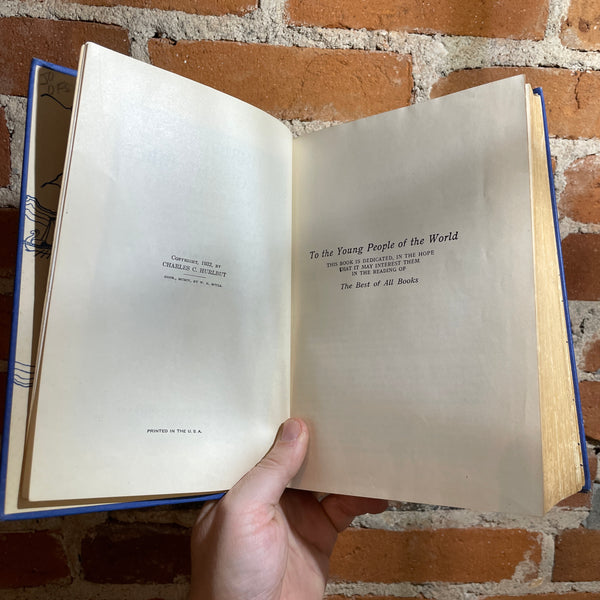 Copyright, 1932, by
CHARLES C. HURLBUT
PRINTED IN THE U.S.A.
To the Young People of the World
THIS BOOK IS DEDICATED, IN THE HOPE
THAT IT MAY INTEREST THEM
IN THE READING OF
The Best of All Books